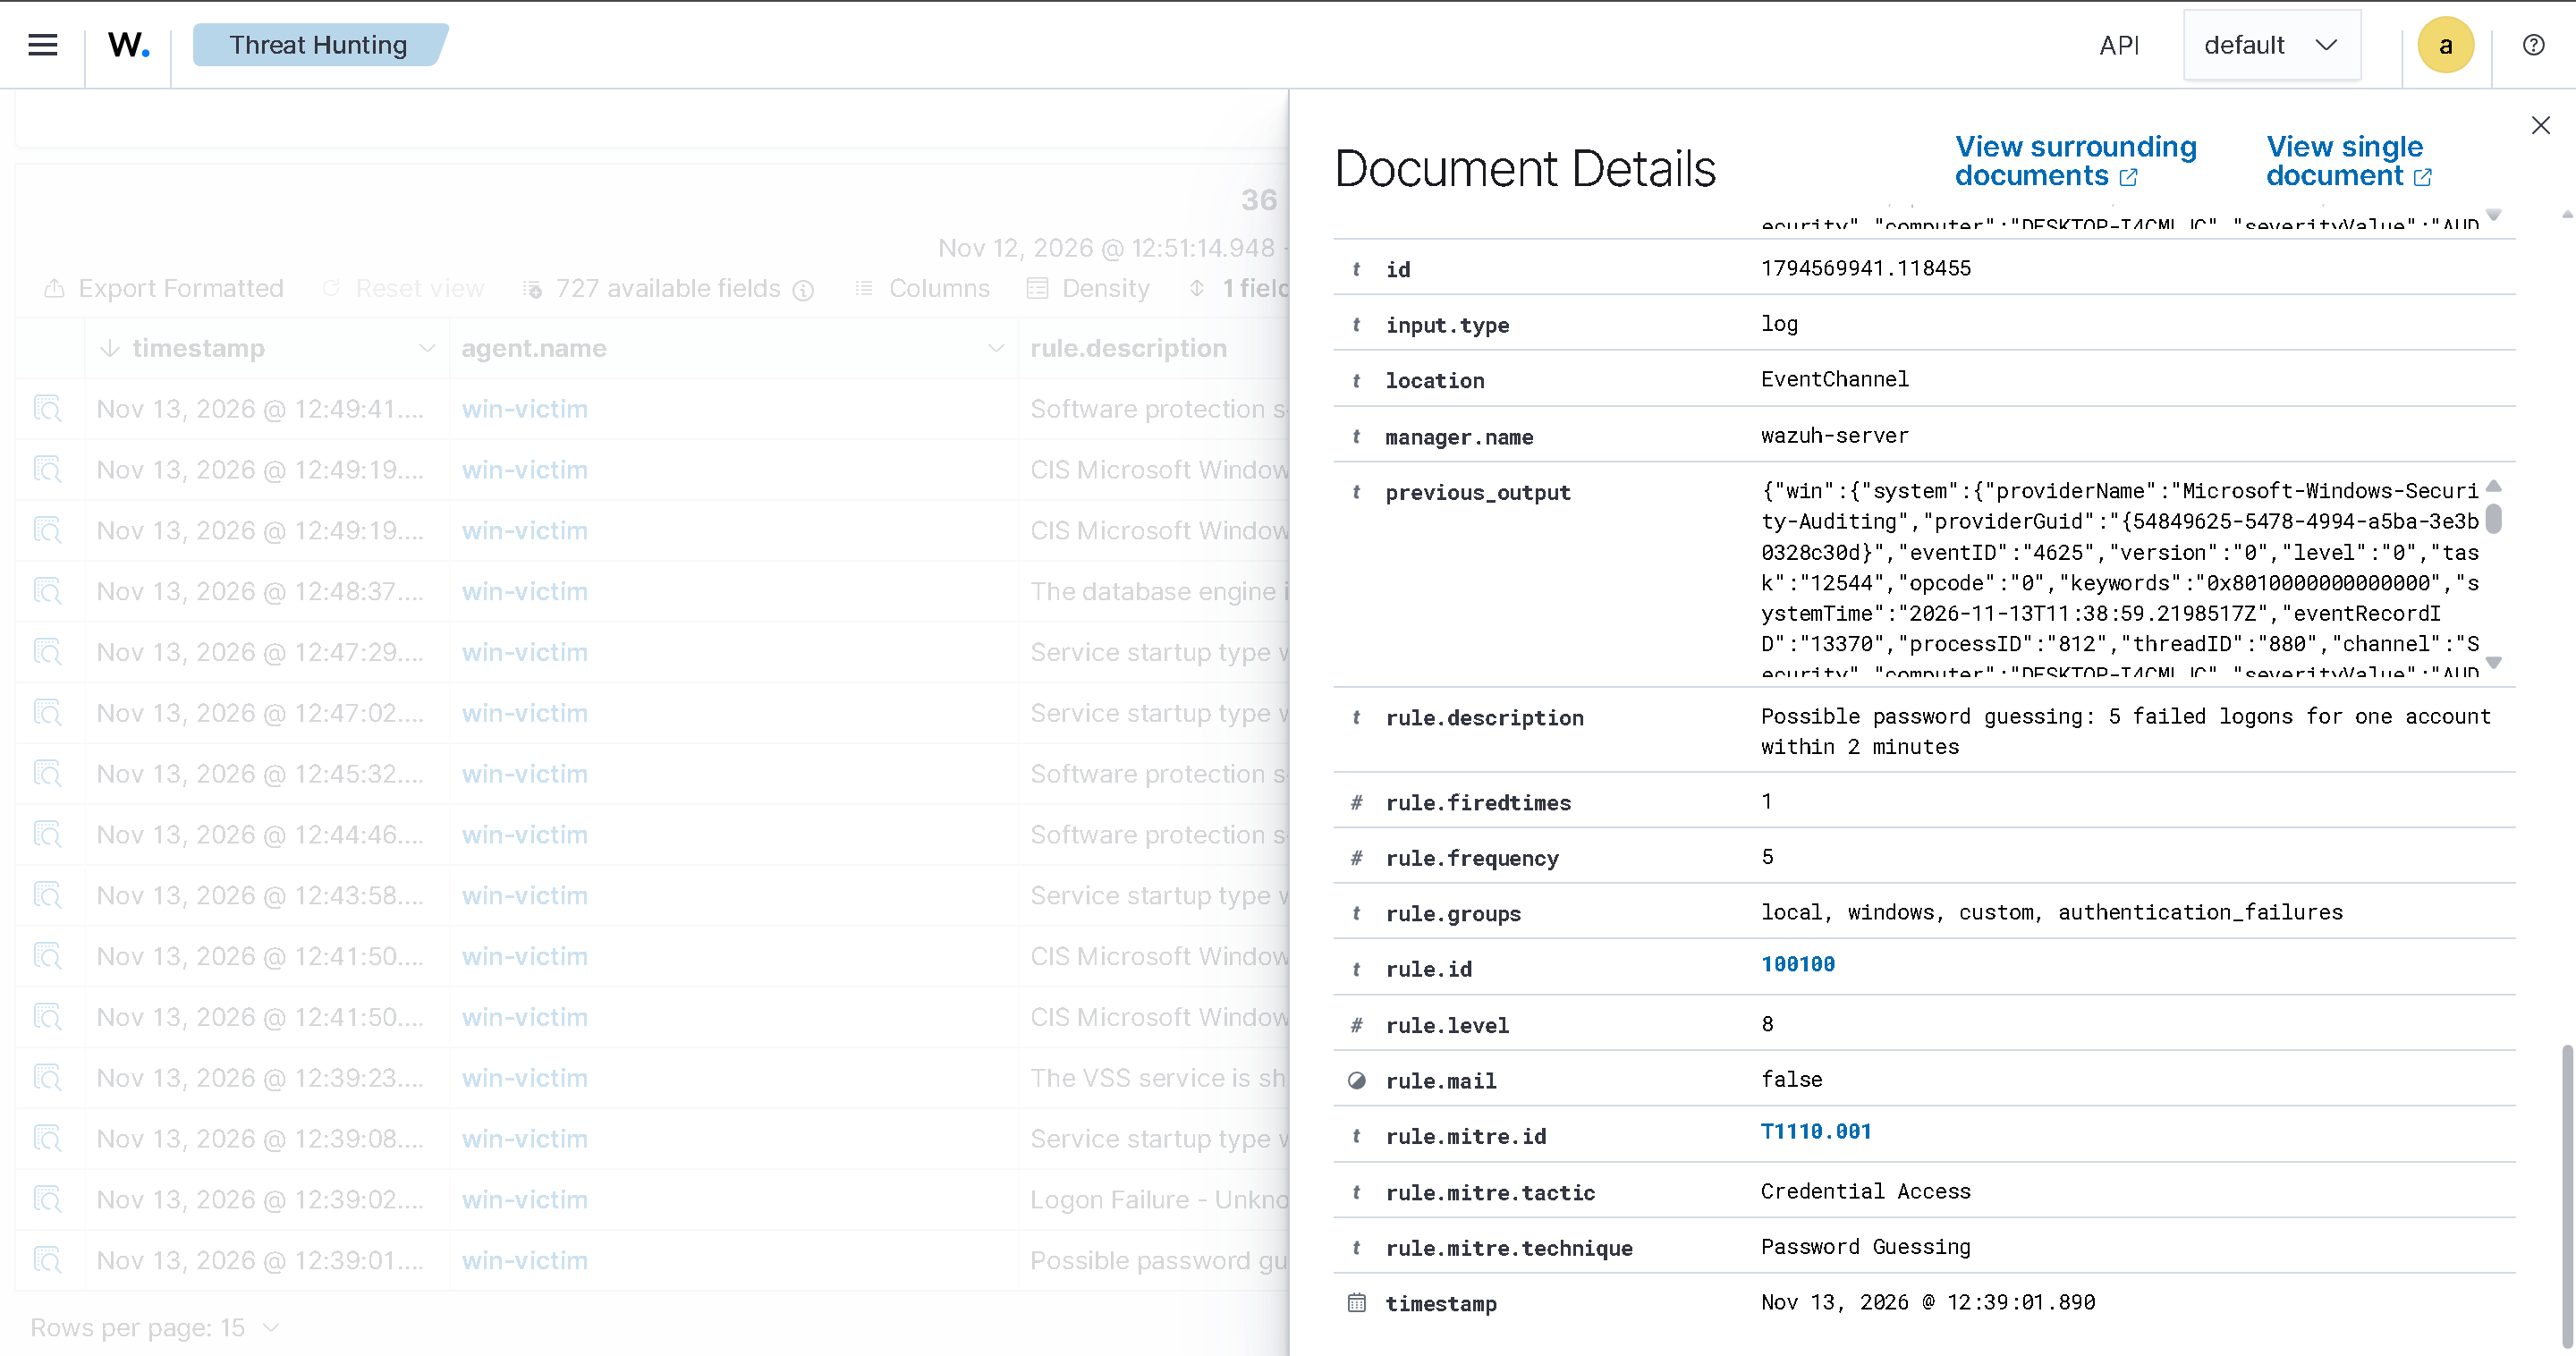 W.
Threat Hunting
API
default
a
36
Nov 12, 2026 @ 12:51:14.948 -
Export Formatted
Reset view
727 available fields
Columns
Density
1 field
timestamp
agent.name
rule.description
Nov 13, 2026 @ 12:49:41.... win-victim Software protection s
Nov 13, 2026 @ 12:49:19.... win-victim CIS Microsoft Window
Nov 13, 2026 @ 12:49:19.... win-victim CIS Microsoft Window
Nov 13, 2026 @ 12:48:37.... win-victim The database engine i
Nov 13, 2026 @ 12:47:29.... win-victim Service startup type w
Nov 13, 2026 @ 12:47:02.... win-victim Service startup type w
Nov 13, 2026 @ 12:45:32.... win-victim Software protection s
Nov 13, 2026 @ 12:44:46.... win-victim Software protection s
Nov 13, 2026 @ 12:43:58.... win-victim Service startup type w
Nov 13, 2026 @ 12:41:50.... win-victim CIS Microsoft Window
Nov 13, 2026 @ 12:41:50.... win-victim CIS Microsoft Window
Nov 13, 2026 @ 12:39:23.... win-victim The VSS service is sh
Nov 13, 2026 @ 12:39:08.... win-victim Service startup type w
Nov 13, 2026 @ 12:39:02.... win-victim Logon Failure - Unkno
Nov 13, 2026 @ 12:39:01.... win-victim Possible password gu
Rows per page: 15
Document Details
View surrounding
documents
View single
document
t id 1794569941.118455
t input.type log
t location EventChannel
t manager.name wazuh-server
t previous_output {"win":{"system":{"providerName":"Microsoft-Windows-Securi
ty-Auditing","providerGuid":"{54849625-5478-4994-a5ba-3e3b
0328c30d}","eventID":"4625","version":"0","level":"0","tas
k":"12544","opcode":"0","keywords":"0x8010000000000000","s
ystemTime":"2026-11-13T11:38:59.2198517Z","eventRecordI
D":"13370","processID":"812","threadID":"880","channel":"S
t rule.description Possible password guessing: 5 failed logons for one account
within 2 minutes
# rule.firedtimes 1
# rule.frequency 5
t rule.groups local, windows, custom, authentication_failures
t rule.id 100100
# rule.level 8
rule.mail false
t rule.mitre.id T1110.001
t rule.mitre.tactic Credential Access
t rule.mitre.technique Password Guessing
timestamp Nov 13, 2026 @ 12:39:01.890